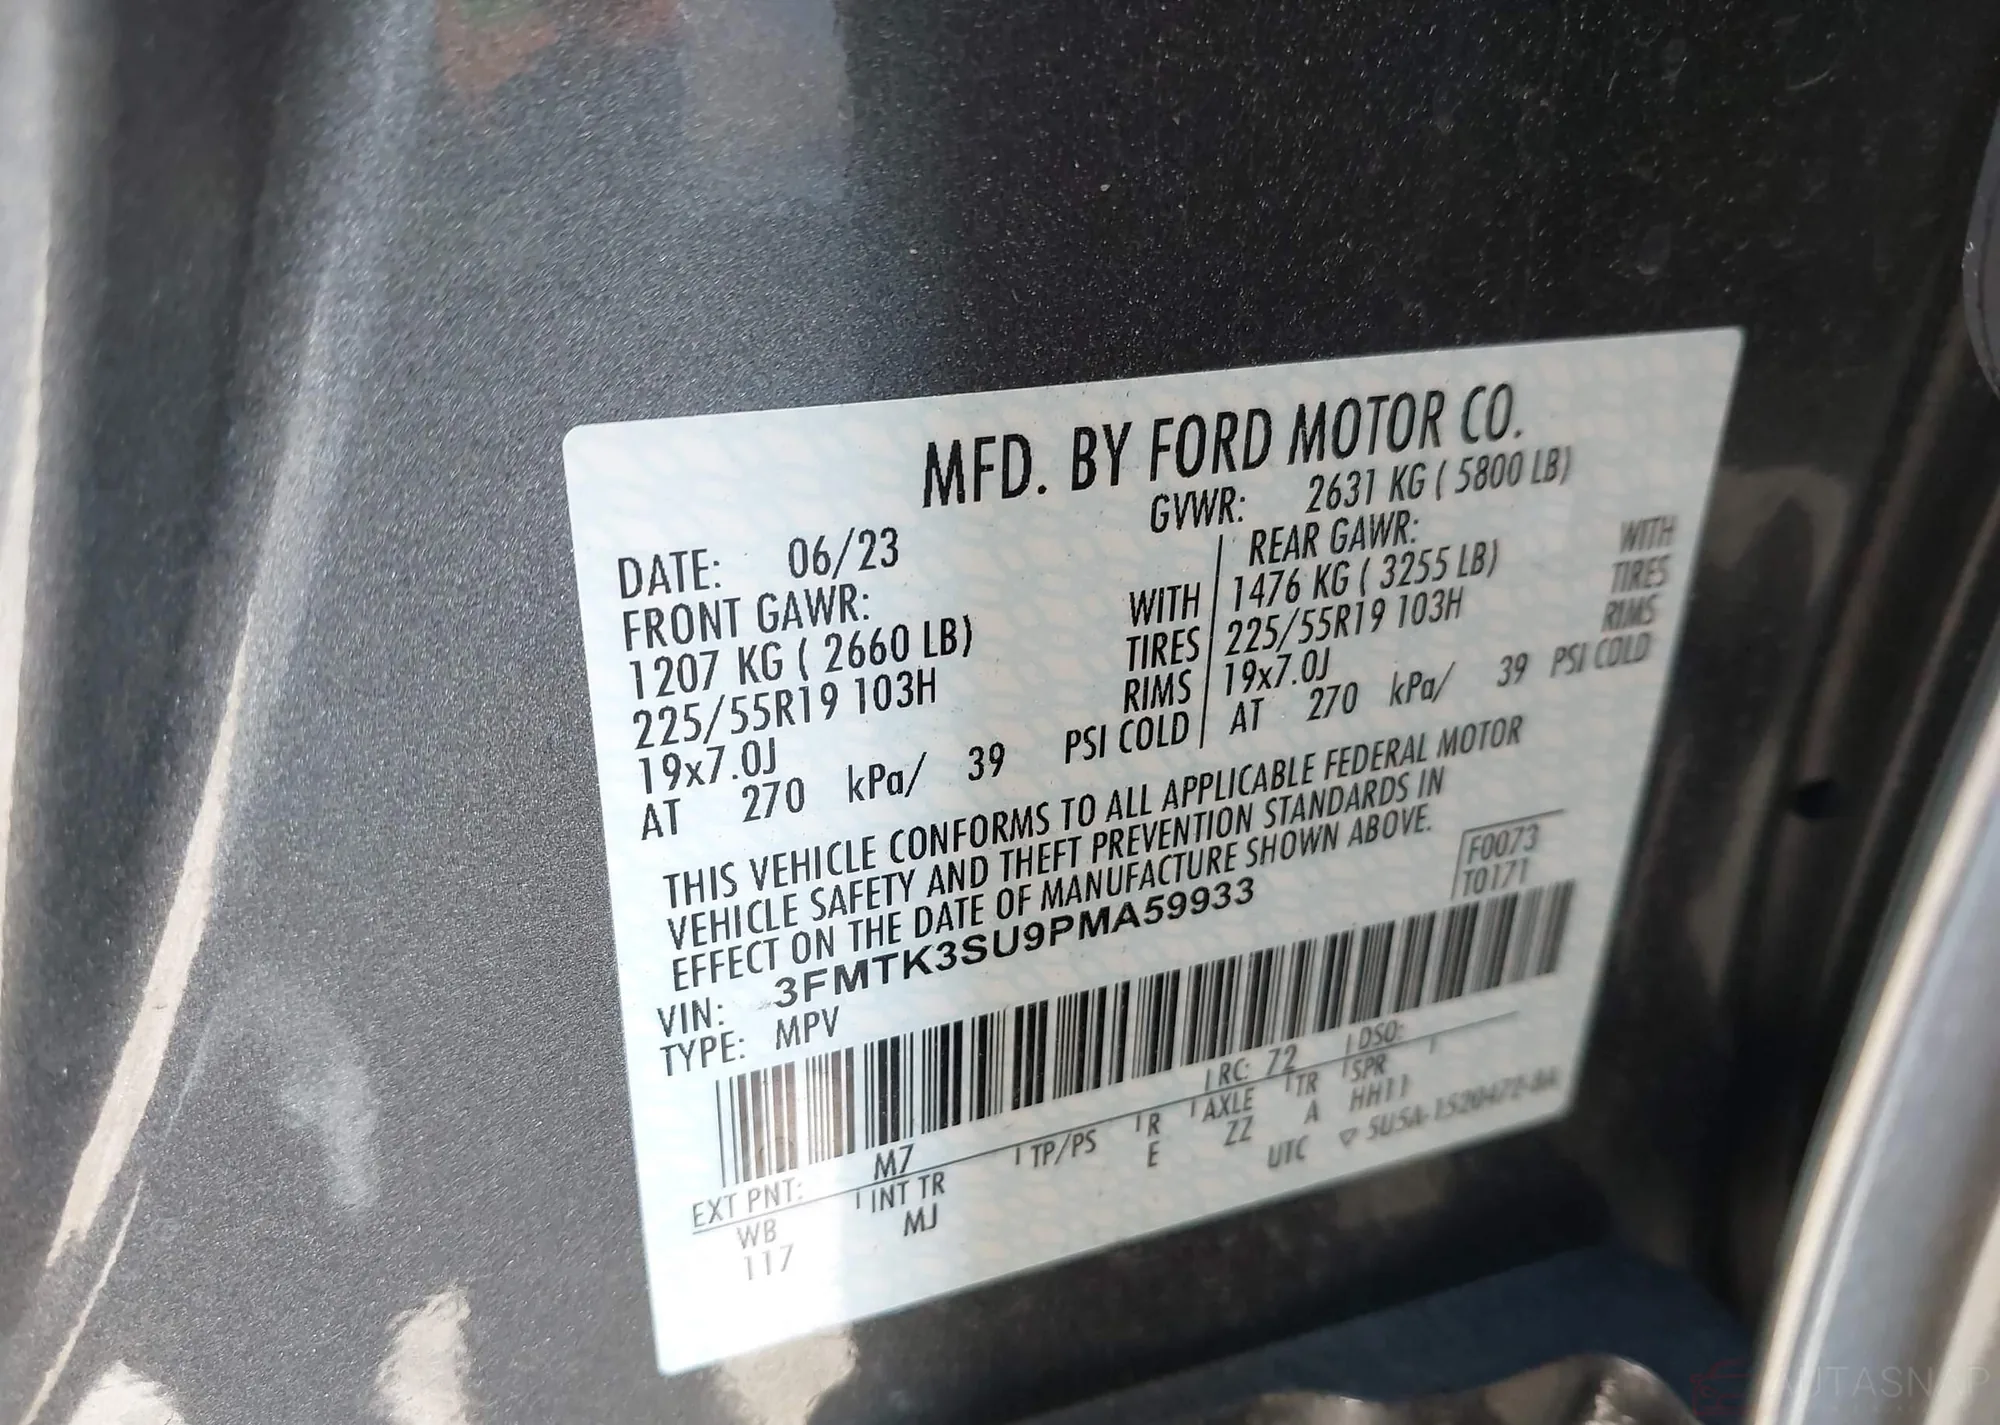 MFD. BY FORD MOTOR CO.
DATE: 06/23 GVWR: 2631 KG ( 5800 LB)
FRONT GAWR: REAR GAWR:
1207 KG ( 2660 LB) WITH 1476 KG ( 3255 LB) WITH
225/55R19 103H TIRES 225/55R19 103H TIRES
19x7.0J RIMS 19x7.0J RIMS
AT 270 kPa/ 39 PSI COLD AT 270 kPa/ 39 PSI COLD
THIS VEHICLE CONFORMS TO ALL APPLICABLE FEDERAL MOTOR
VEHICLE SAFETY AND THEFT PREVENTION STANDARDS IN
EFFECT ON THE DATE OF MANUFACTURE SHOWN ABOVE.
F0073
T0171
VIN: 3FMTK3SU9PMA59933
TYPE: MPV
EXT PNT: M7 RC: 72 DSO:
WB INT TR TP/PS R AXLE TR SPR
117 MJ E ZZ A HH11
UTC ▽ 5U5A-1520472-BA
AUTASNAP